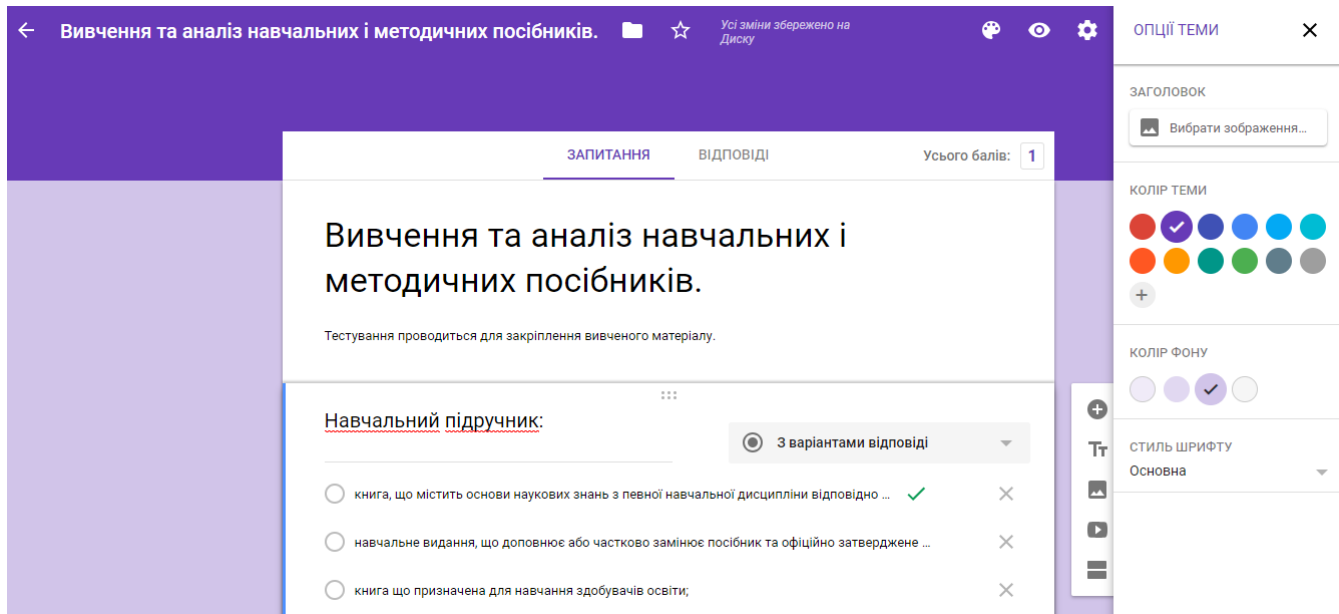 Вивчення та аналіз навчальних і методичних посібників.
Усі зміни збережено на
Диску
ОПЦІЇ ТЕМИ
ЗАГОЛОВОК
Вибрати зображення...
ЗАПИТАННЯ
ВІДПОВІДІ
Усього балів: 1
Вивчення та аналіз навчальних і
методичних посібників.
Тестування проводиться для закріплення вивченого матеріалу.
КОЛІР ТЕМИ
КОЛІР ФОНУ
Навчальний підручник:
З варіантами відповіді
Тт
СТИЛЬ ШРИФТУ
Основна
книга, що містить основи наукових знань з певної навчальної дисципліни відповідно ...
навчальне видання, що доповнює або частково замінює посібник та офіційно затверджене ...
книга що призначена для навчання здобувачів освіти;